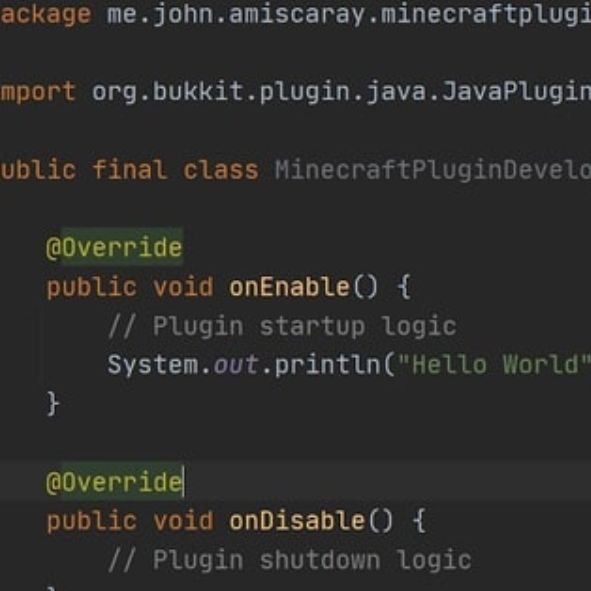 ackage me.john.amiscaray.minecraftplugi
mport org.bukkit.plugin.java.JavaPlugin
ublic final class MinecraftPluginDevelo
@Override
public void onEnable() {
// Plugin startup logic
System.out.println("Hello World"
}
@Override
public void onDisable() {
// Plugin shutdown logic